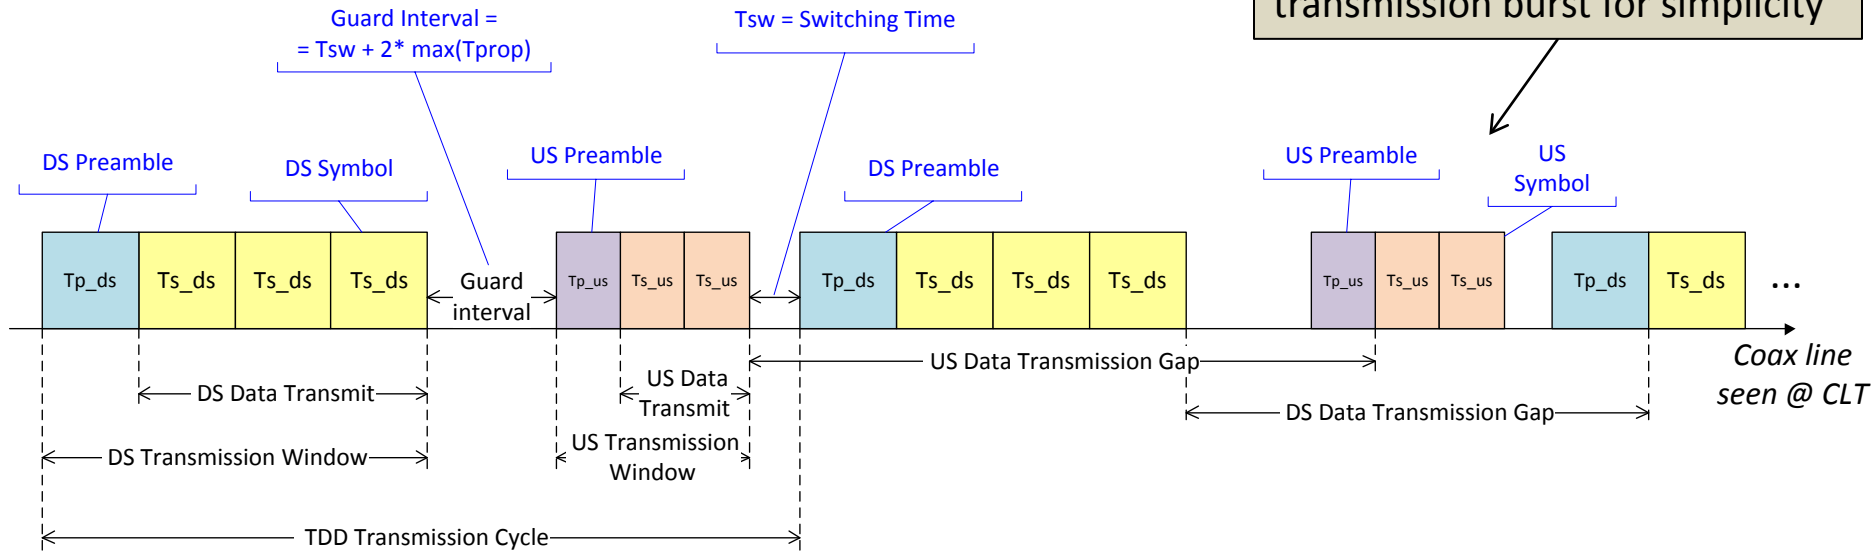 transmission burst for simplicity
Guard Interval =
= Tsw + 2* max(Tprop)
Tsw = Switching Time
DS Preamble
DS Symbol
US Preamble
DS Preamble
US Preamble
US
Symbol
Tp_ds
Ts_ds
Ts_ds
Ts_ds
Guard
interval
Tp_us
Ts_us
Ts_us
Tp_ds
Ts_ds
Ts_ds
Ts_ds
Tp_us
Ts_us
Ts_us
Tp_ds
Ts_ds
...
US Data Transmission Gap
Coax line
seen @ CLT
DS Data Transmit
US Data
Transmit
DS Data Transmission Gap
DS Transmission Window
US Transmission
Window
TDD Transmission Cycle